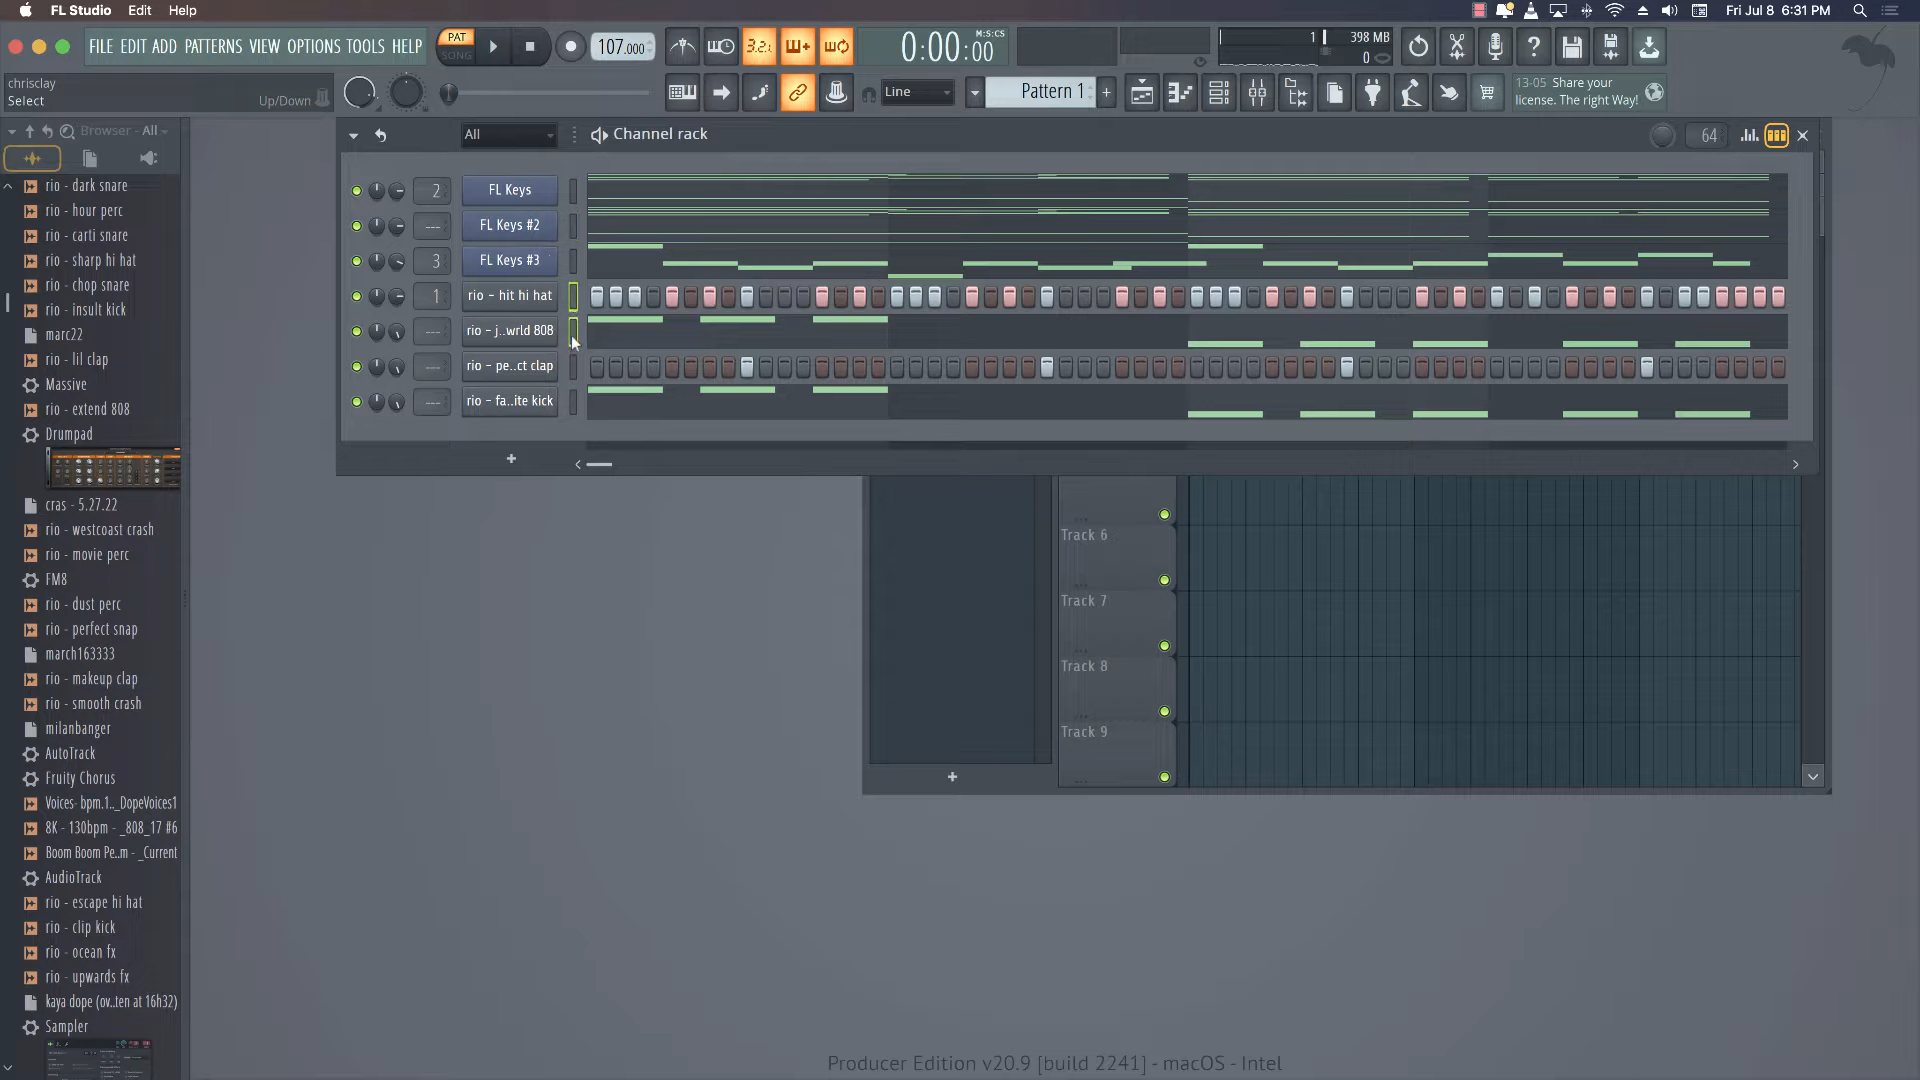 FL Studio Edit Help
Fri Jul 8 6:31 PM
FILE EDIT ADD PATTERNS VIEW OPTIONS TOOLS HELP
PAT
SONG
107.000
3.2.
0:00:00
M:S:CS
1
398 MB
0
chrisclay
Select
Up/Down
Line
Pattern 1
13-05 Share your
license. The right Way!
Browser - All
All
Channel rack
64
rio - dark snare
rio - hour perc
rio - carti snare
rio - sharp hi hat
rio - chop snare
rio - insult kick
marc22
rio - lil clap
Massive
rio - extend 808
Drumpad
cras - 5.27.22
rio - westcoast crash
rio - movie perc
FM8
rio - dust perc
rio - perfect snap
march163333
rio - makeup clap
rio - smooth crash
milanbanger
AutoTrack
Fruity Chorus
Voices- bpm.1.._DopeVoices1
8K - 130bpm - _808_17 #6
Boom Boom Pe..m - _Current
AudioTrack
rio - escape hi hat
rio - clip kick
rio - ocean fx
rio - upwards fx
kaya dope (ov..ten at 16h32)
Sampler
2 FL Keys
--- FL Keys #2
3 FL Keys #3
1 rio - hit hi hat
--- rio - j..wrld 808
--- rio - pe..ct clap
--- rio - fa..ite kick
+
Track 6
Track 7
Track 8
Track 9
+
Producer Edition v20.9 [build 2241] - macOS - Intel